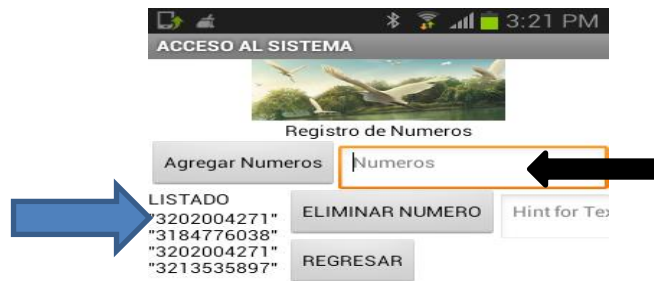 3:21 PM
ACCESO AL SISTEMA
Registro de Numeros
Agregar Numeros Numeros
LISTADO
"3202004271"
"3184776038"
"3202004271"
"3213535897"
ELIMINAR NUMERO Hint for Te
REGRESAR